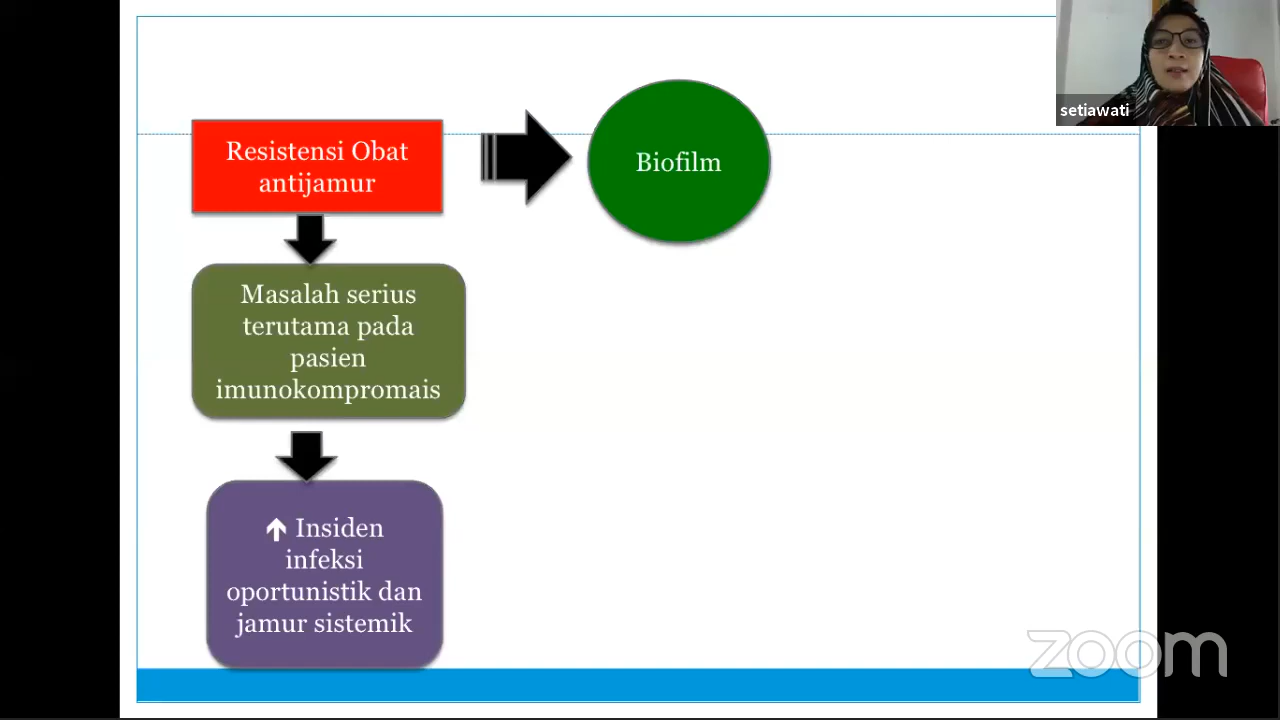 setiawati
Resistensi Obat
antijamur
Biofilm
Masalah serius
terutama pada
pasien
imunokompromais
↑ Insiden
infeksi
oportunistik dan
jamur sistemik
zoom